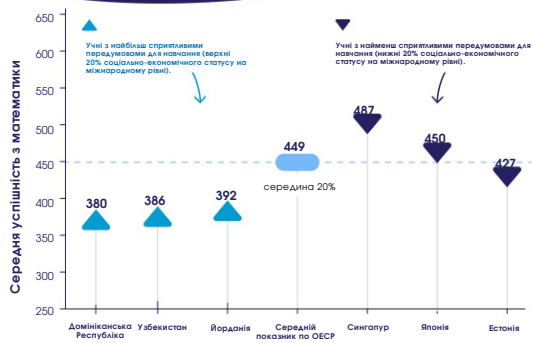 Середня успішність з математики
650
600
550
500
450
400
350
300
250
Учні з найбільш сприятливими
передумовами для навчання (верхні
20% соціально-економічного статусу на
міжнародному рівні).
Учні з найменш сприятливими передумовами для
навчання (нижні 20% соціально-економічного
статусу на міжнародному рівні).
380
386
392
449
середина 20%
487
450
427
Домініканська
Республіка
Узбекистан
Йорданія
Середній
показник по ОЕСР
Сингапур
Японія
Естонія